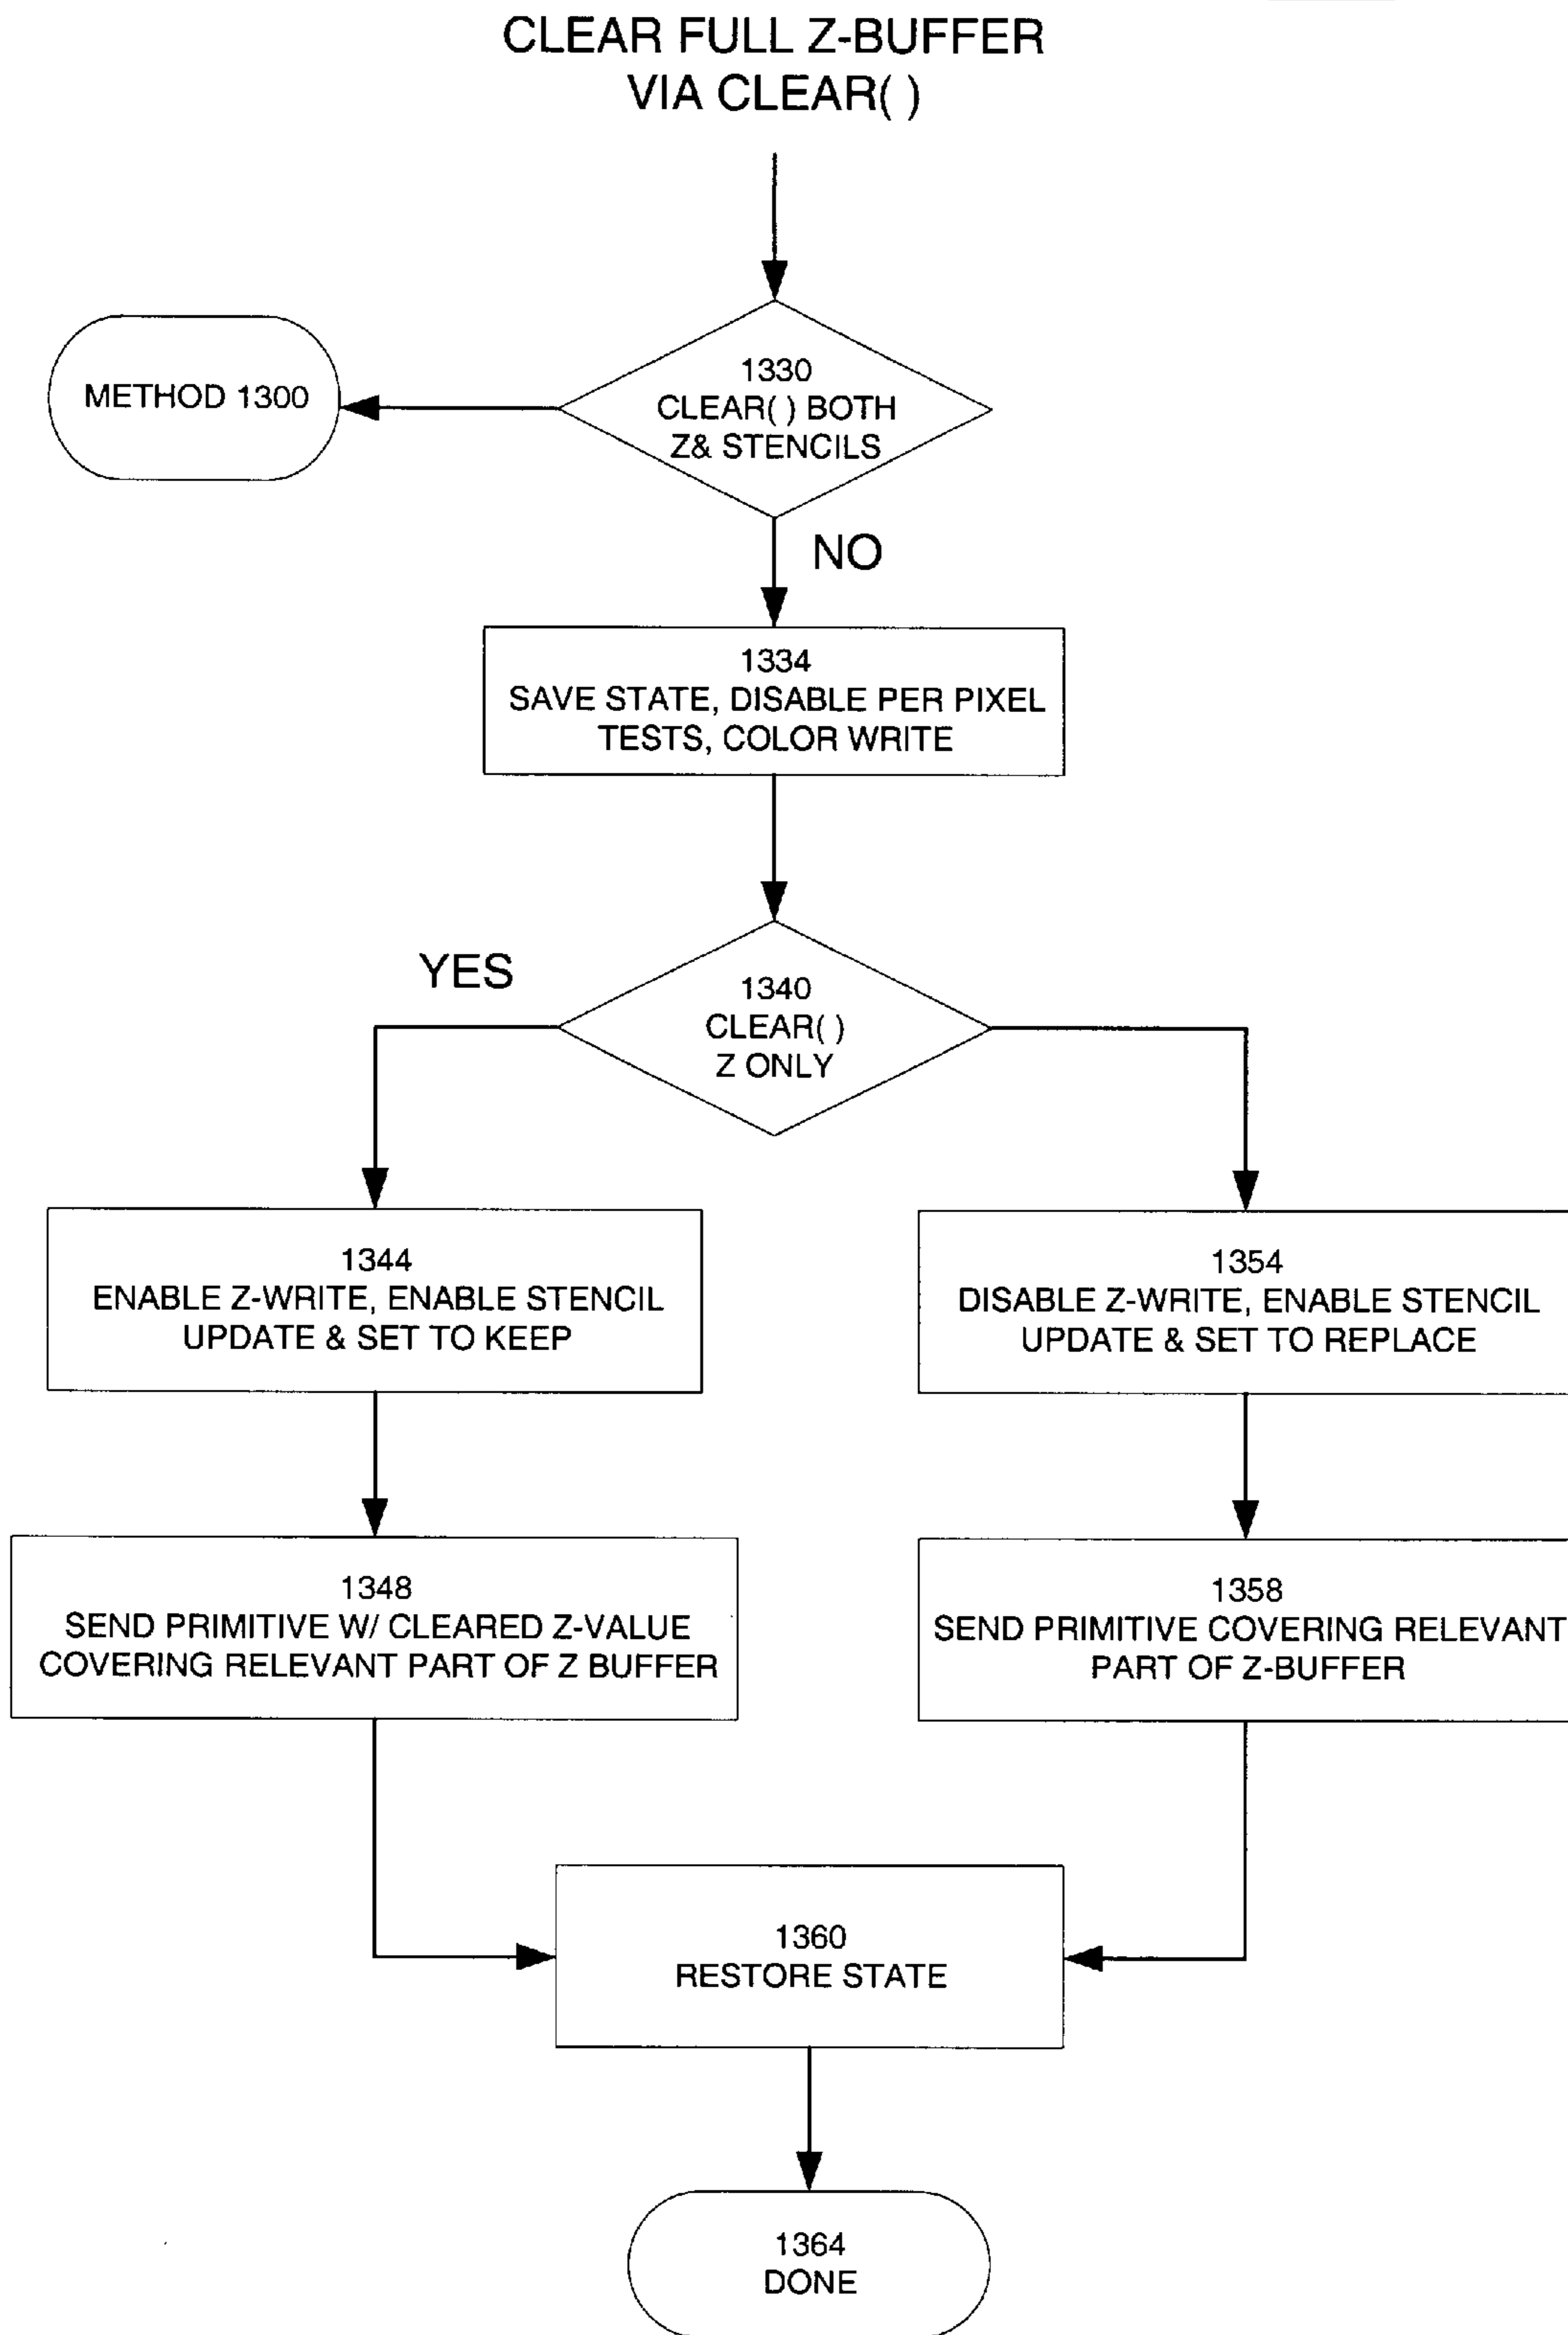 CLEAR FULL Z-BUFFER
VIA CLEAR( )
1330
CLEAR( ) BOTH
Z& STENCILS
METHOD 1300
NO
1334
SAVE STATE, DISABLE PER PIXEL
TESTS, COLOR WRITE
YES
1340
CLEAR( )
Z ONLY
1344
ENABLE Z-WRITE, ENABLE STENCIL
UPDATE & SET TO KEEP
1354
DISABLE Z-WRITE, ENABLE STENCIL
UPDATE & SET TO REPLACE
1348
SEND PRIMITIVE W/ CLEARED Z-VALUE
COVERING RELEVANT PART OF Z BUFFER
1358
SEND PRIMITIVE COVERING RELEVANT
PART OF Z-BUFFER
1360
RESTORE STATE
1364
DONE